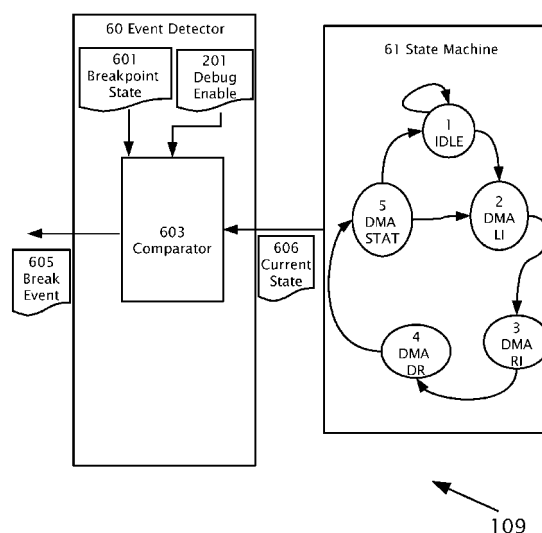 60 Event Detector
601
Breakpoint
State
201
Debug
Enable
603
Comparator
605
Break
Event
606
Current
State
61 State Machine
1
IDLE
2
DMA
LI
3
DMA
RI
4
DMA
DR
5
DMA
STAT
109